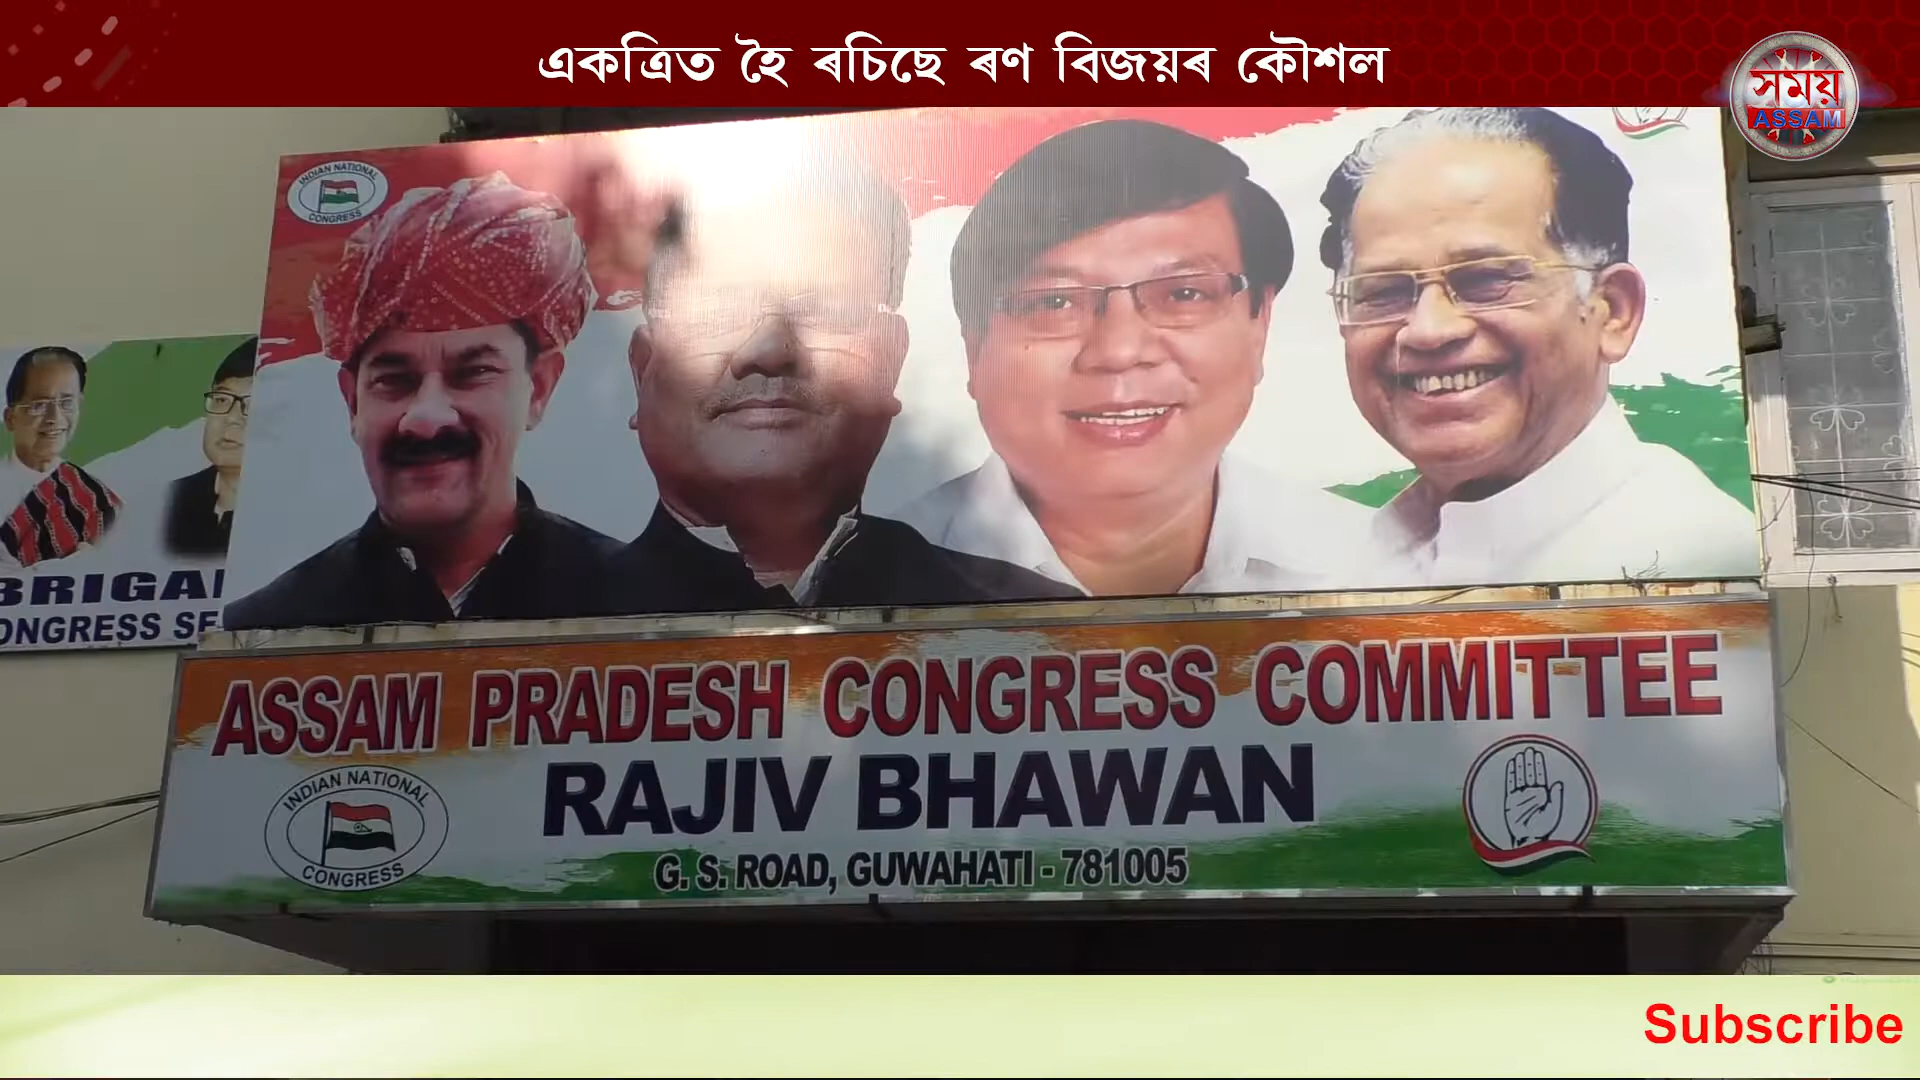 একত্ৰিত হৈ ৰচিছে ৰণ বিজয়ৰ কৌশল
সময়
ASSAM
INDIAN NATIONAL
CONGRESS
BRIGA
ONGRESS SE
ASSAM PRADESH CONGRESS COMMITTEE
RAJIV BHAWAN
G. S. ROAD, GUWAHATI - 781005
INDIAN NATIONAL
CONGRESS
Subscribe